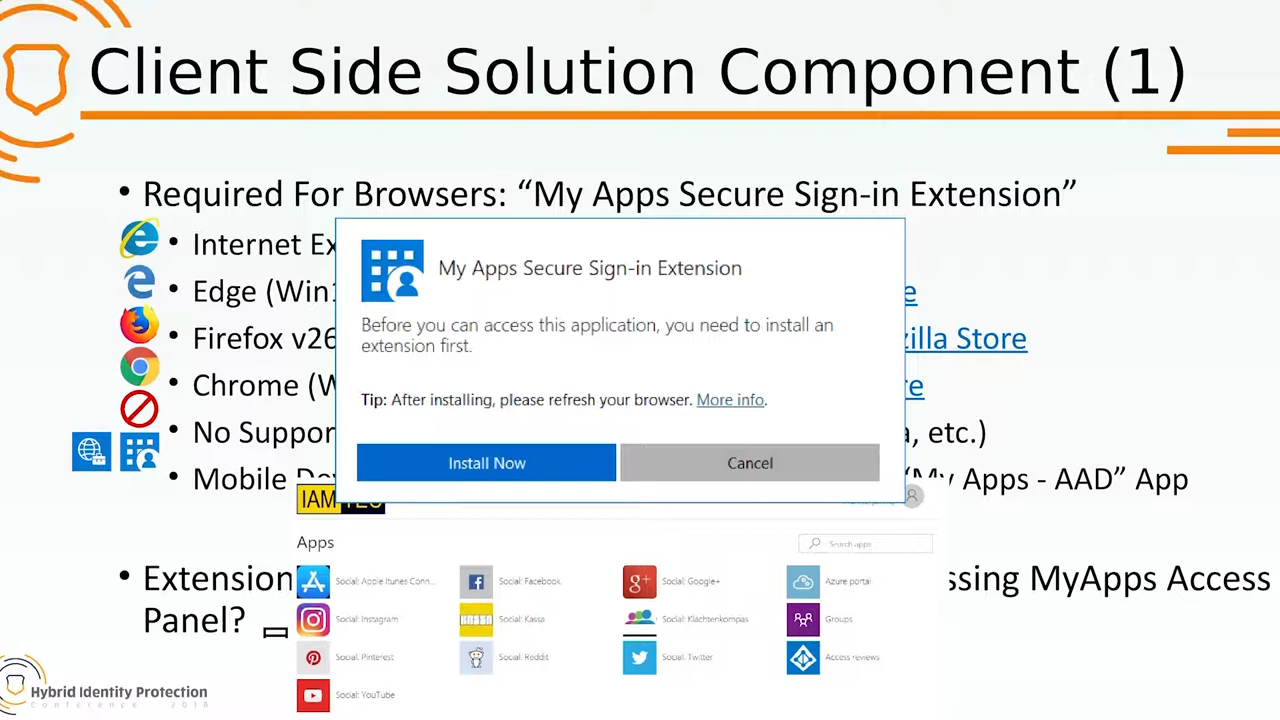 Client Side Solution Component (1)
• Required For Browsers: “My Apps Secure Sign-in Extension”
• Internet Ex
• Edge (Win1
• Firefox v26 zilla Store
• Chrome (W
• No Suppor , etc.)
• Mobile “My Apps - AAD” App
My Apps Secure Sign-in Extension
Before you can access this application, you need to install an
extension first.
Tip: After installing, please refresh your browser. More info.
Install Now Cancel
IAM
Apps Search apps
• Extension ssing MyApps Access
Panel?
Social: Apple Itunes Conn... Social: Facebook. Social: Google+ Azure portal
Social: Instagram Social: Kassa Social: Klachtenkompas Groups
Social: Pinterest Social: Reddit Social: Twitter Access reviews
Social: YouTube
Hybrid Identity Protection
Conference 2018